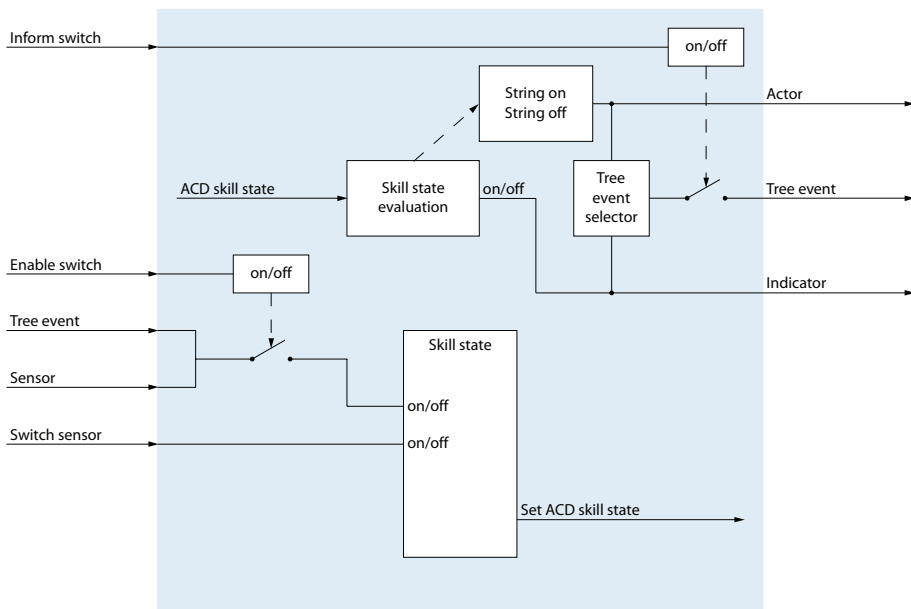 Inform switch
on/off
String on
String off
Actor
ACD skill state
Skill state
evaluation
on/off
Tree
event
selector
Tree event
Enable switch
on/off
Indicator
Tree event
Skill state
Sensor
on/off
Switch sensor
on/off
Set ACD skill state